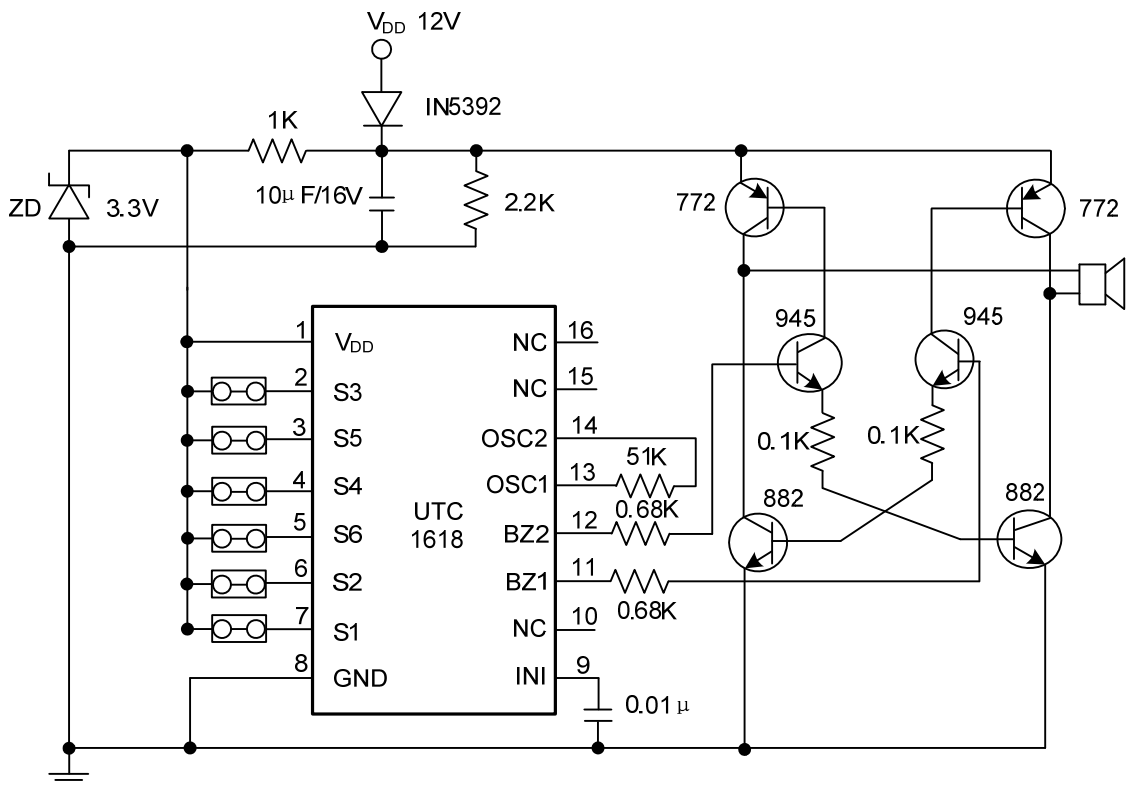 VDD 12V
IN5392
1K
10μF/16V
2.2K
ZD
3.3V
772
772
945
945
0.1K
0.1K
882
882
1
VDD
2
S3
3
S5
4
S4
5
S6
6
S2
7
S1
8
GND
UTC
1618
NC
16
NC
15
OSC2
14
OSC1
13
51K
BZ2
12
0.68K
BZ1
11
0.68K
NC
10
INI
9
0.01μ